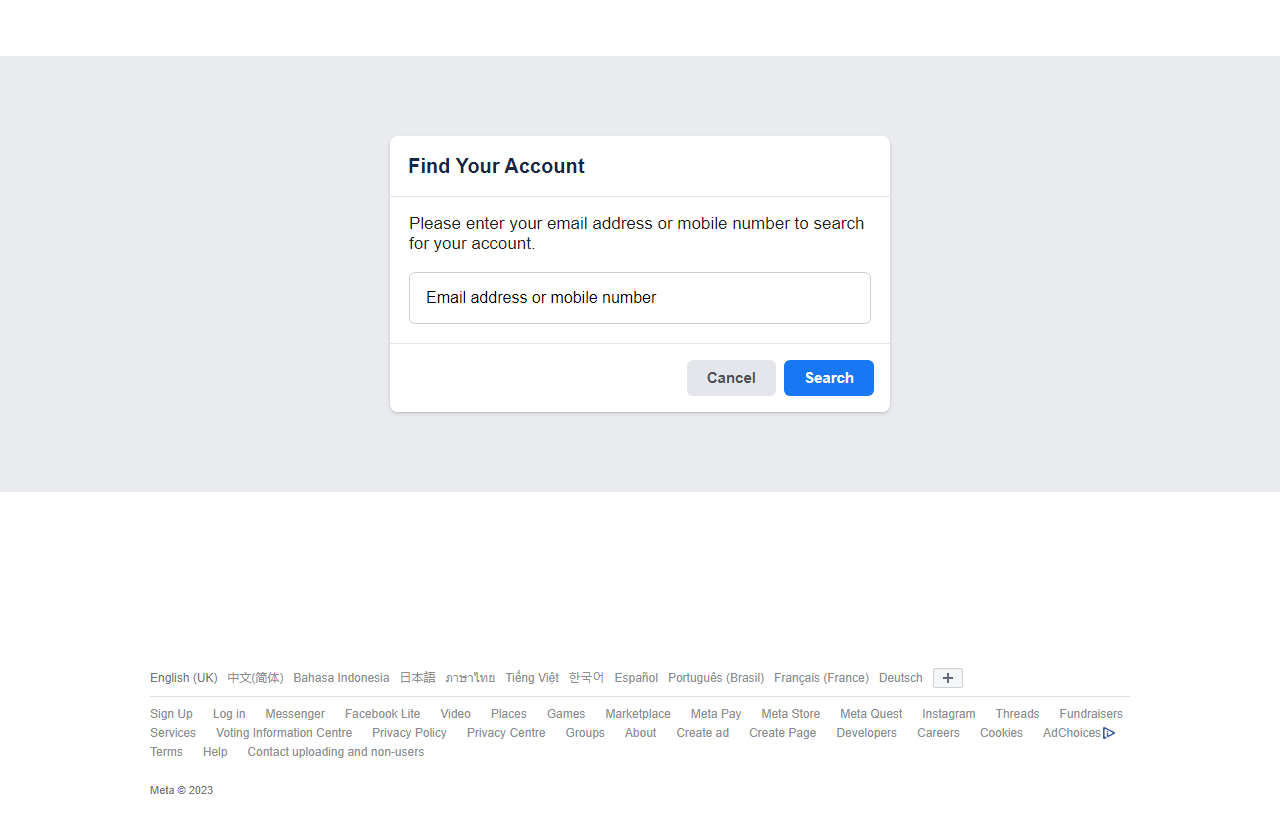 Find Your Account
Please enter your email address or mobile number to search
for your account.
Email address or mobile number
Cancel Search
English (UK) 中文(简体) Bahasa Indonesia 日本語 ภาษาไทย Tiếng Việt 한국어 Español Português (Brasil) Français (France) Deutsch
Sign Up Log in Messenger Facebook Lite Video Places Games Marketplace Meta Pay Meta Store Meta Quest Instagram Threads Fundraisers
Services Voting Information Centre Privacy Policy Privacy Centre Groups About Create ad Create Page Developers Careers Cookies AdChoices
Terms Help Contact uploading and non-users
Meta © 2023